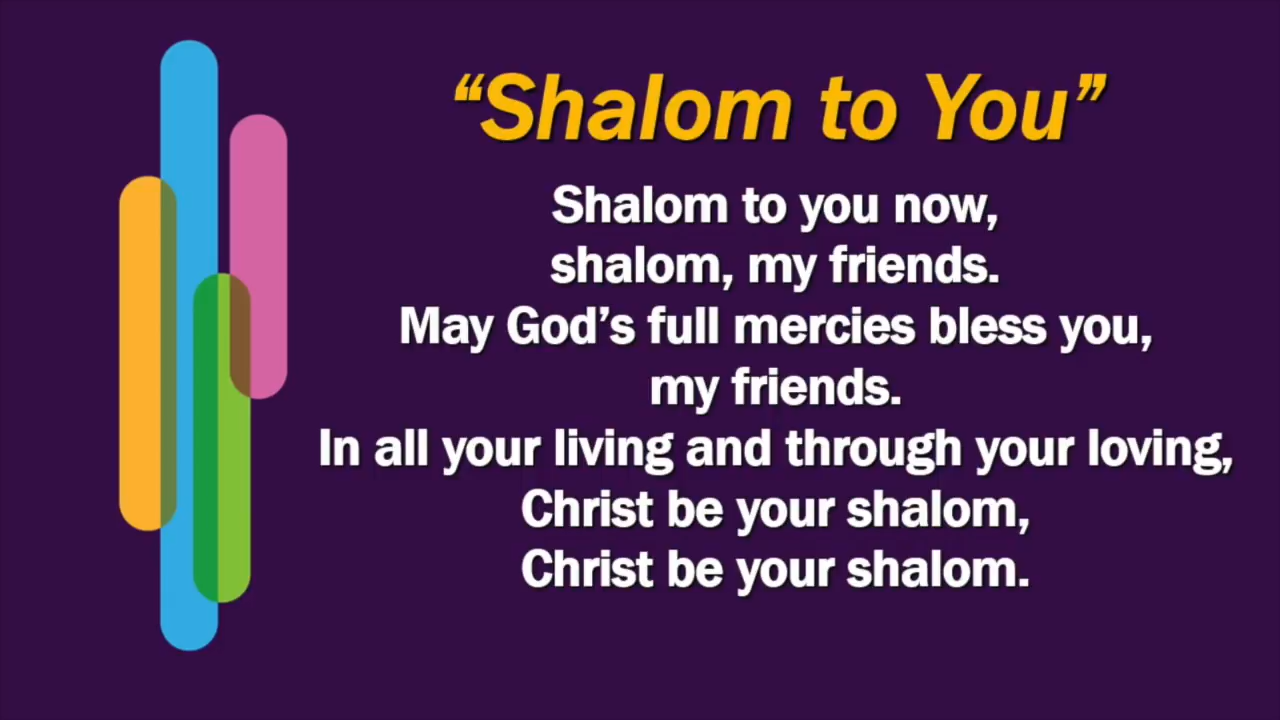 “Shalom to You”
Shalom to you now,
shalom, my friends.
May God’s full mercies bless you,
my friends.
In all your living and through your loving,
Christ be your shalom,
Christ be your shalom.